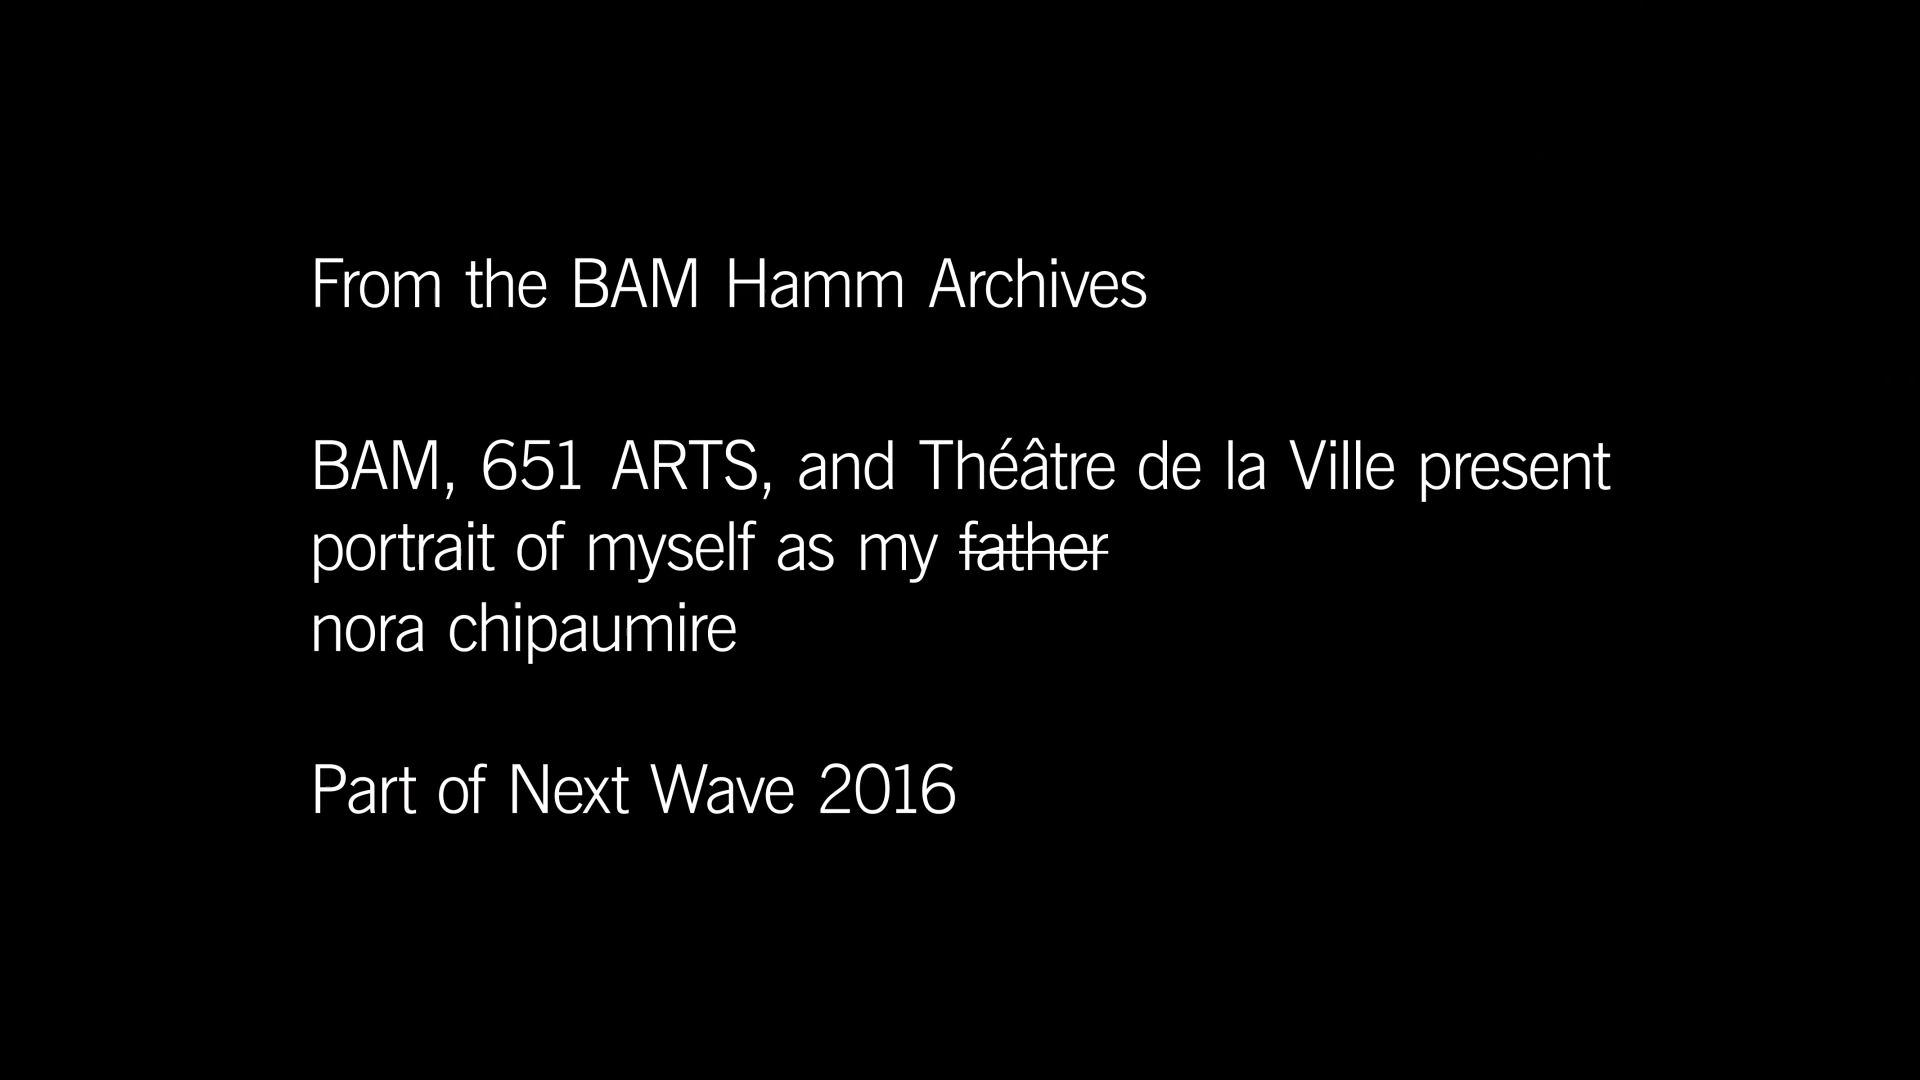 From the BAM Hamm Archives
BAM, 651 ARTS, and Théâtre de la Ville present
portrait of myself as my father
nora chipaumire
Part of Next Wave 2016